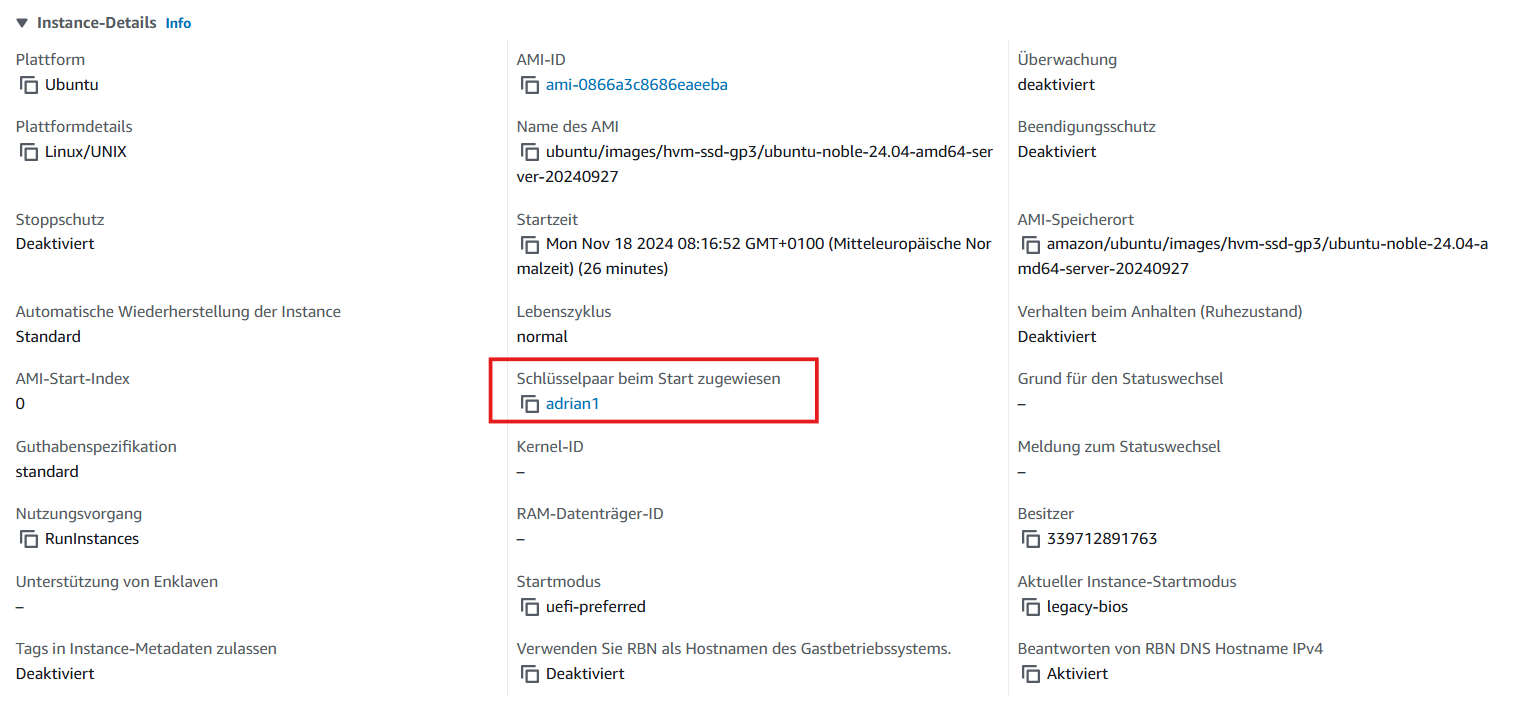 Instance-Details Info
Plattform
Ubuntu
AMI-ID
ami-0866a3c8686eaeeba
Überwachung
deaktiviert
Plattformdetails
Linux/UNIX
Name des AMI
ubuntu/images/hvm-ssd-gp3/ubuntu-noble-24.04-amd64-ser
ver-20240927
Beendigungsschutz
Deaktiviert
Stoppschutz
Deaktiviert
Startzeit
Mon Nov 18 2024 08:16:52 GMT+0100 (Mitteleuropäische Nor
malzeit) (26 minutes)
AMI-Speicherort
amazon/ubuntu/images/hvm-ssd-gp3/ubuntu-noble-24.04-a
md64-server-20240927
Automatische Wiederherstellung der Instance
Standard
Lebenszyklus
normal
Verhalten beim Anhalten (Ruhezustand)
Deaktiviert
AMI-Start-Index
0
Schlüsselpaar beim Start zugewiesen
adrian1
Grund für den Statuswechsel
–
Guthabenspezifikation
standard
Kernel-ID
–
Meldung zum Statuswechsel
–
Nutzungsvorgang
RunInstances
RAM-Datenträger-ID
–
Besitzer
339712891763
Unterstützung von Enklaven
–
Startmodus
uefi-preferred
Aktueller Instance-Startmodus
legacy-bios
Tags in Instance-Metadaten zulassen
Deaktiviert
Verwenden Sie RBN als Hostnamen des Gastbetriebssystems.
Deaktiviert
Beantworten von RBN DNS Hostname IPv4
Aktiviert